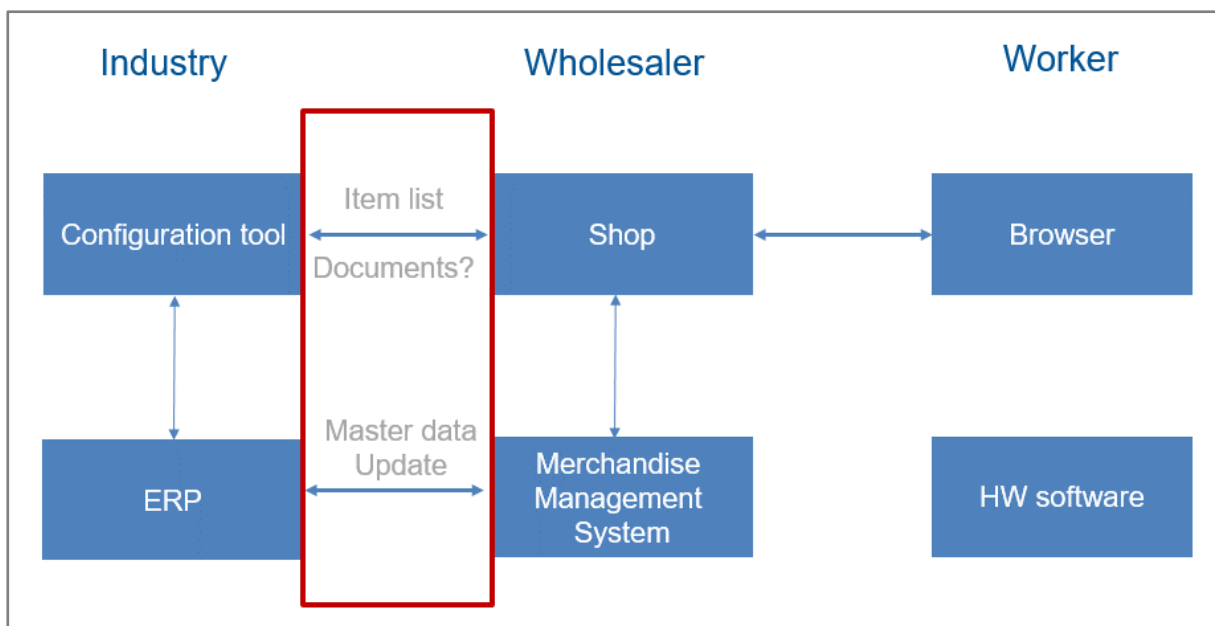 Industry
Wholesaler
Worker
Configuration tool
Item list
Documents?
Shop
Browser
ERP
Master data
Update
Merchandise
Management
System
HW software